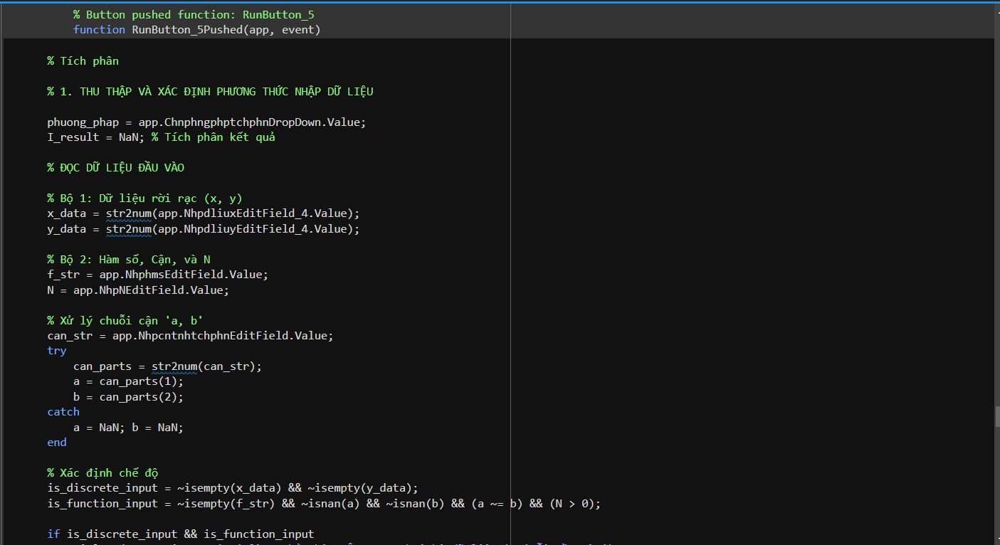 % Button pushed function: RunButton_5
function RunButton_5Pushed(app, event)
% Tích phân
% 1. THU THẬP VÀ XÁC ĐỊNH PHƯƠNG THỨC NHẬP DỮ LIỆU
phuong_phap = app.ChnphngphptchphnDropDown.Value;
I_result = NaN; % Tích phân kết quả
% ĐỌC DỮ LIỆU ĐẦU VÀO
% Bộ 1: Dữ liệu rời rạc (x, y)
x_data = str2num(app.NhpdliuxEditField_4.Value);
y_data = str2num(app.NhpdliuyEditField_4.Value);
% Bộ 2: Hàm số, Cận, và N
f_str = app.NhphmsEditField.Value;
N = app.NhpNEditField.Value;
% Xử lý chuỗi cận 'a, b'
can_str = app.NhpcntnhtchphnEditField.Value;
try
can_parts = str2num(can_str);
a = can_parts(1);
b = can_parts(2);
catch
a = NaN; b = NaN;
end
% Xác định chế độ
is_discrete_input = ~isempty(x_data) && ~isempty(y_data);
is_function_input = ~isempty(f_str) && ~isnan(a) && ~isnan(b) && (a ~= b) && (N > 0);
if is_discrete_input && is_function_input